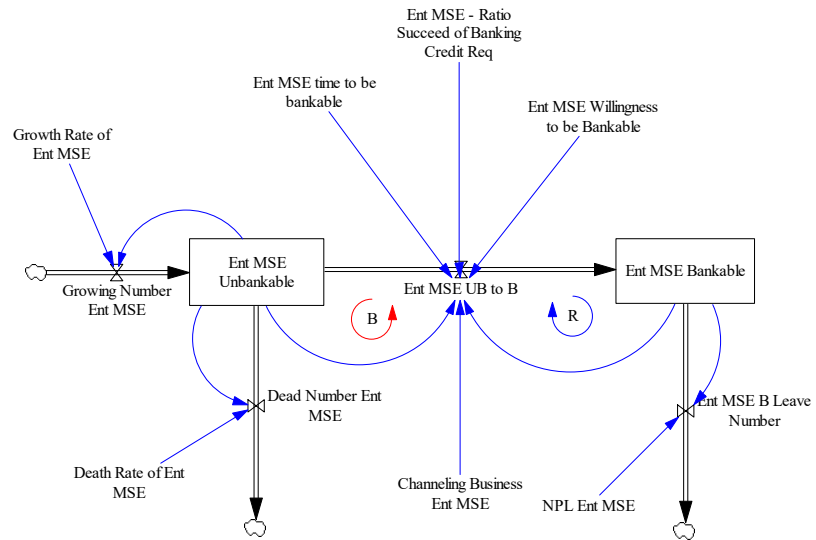 Ent MSE - Ratio
Succeed of Banking
Credit Req
Ent MSE time to be
bankable
Ent MSE Willingness
to be Bankable
Growth Rate of
Ent MSE
Ent MSE
Unbankable
Ent MSE Bankable
Growing Number
Ent MSE
Ent MSE UB to B
B
R
Dead Number Ent
MSE
Ent MSE B Leave
Number
Death Rate of Ent
MSE
Channeling Business
Ent MSE
NPL Ent MSE